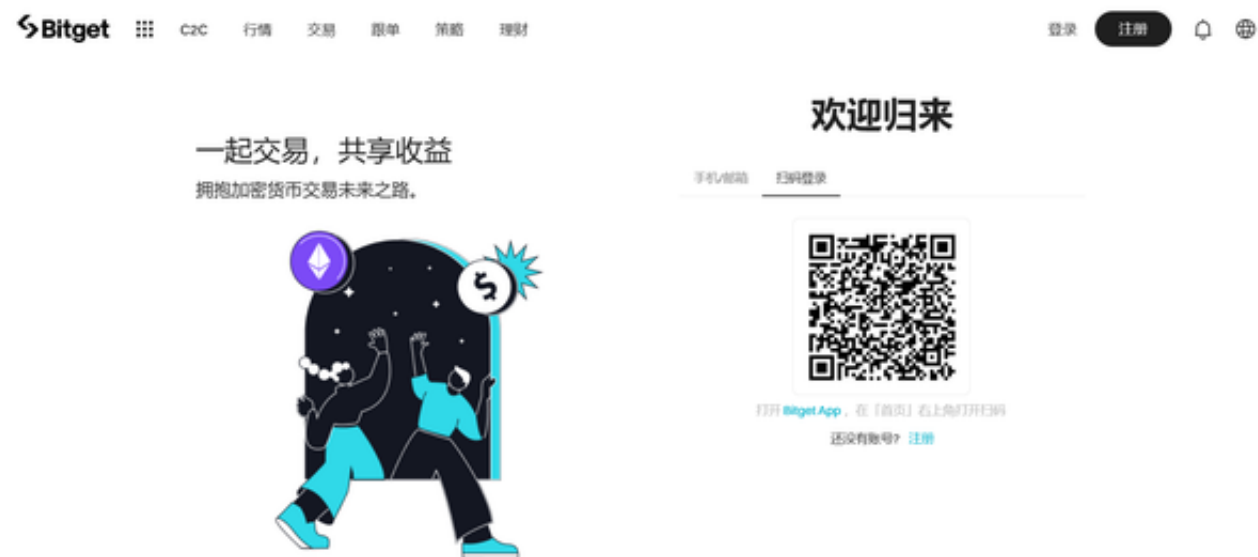 Bitget C2C 行情 交易 跟单 策略 理财 登录 注册
一起交易，共享收益
拥抱加密货币交易未来之路。
欢迎归来
手机/邮箱 扫码登录
打开 Bitget App ，在「首页」右上角打开扫码
还没有账号? 注册